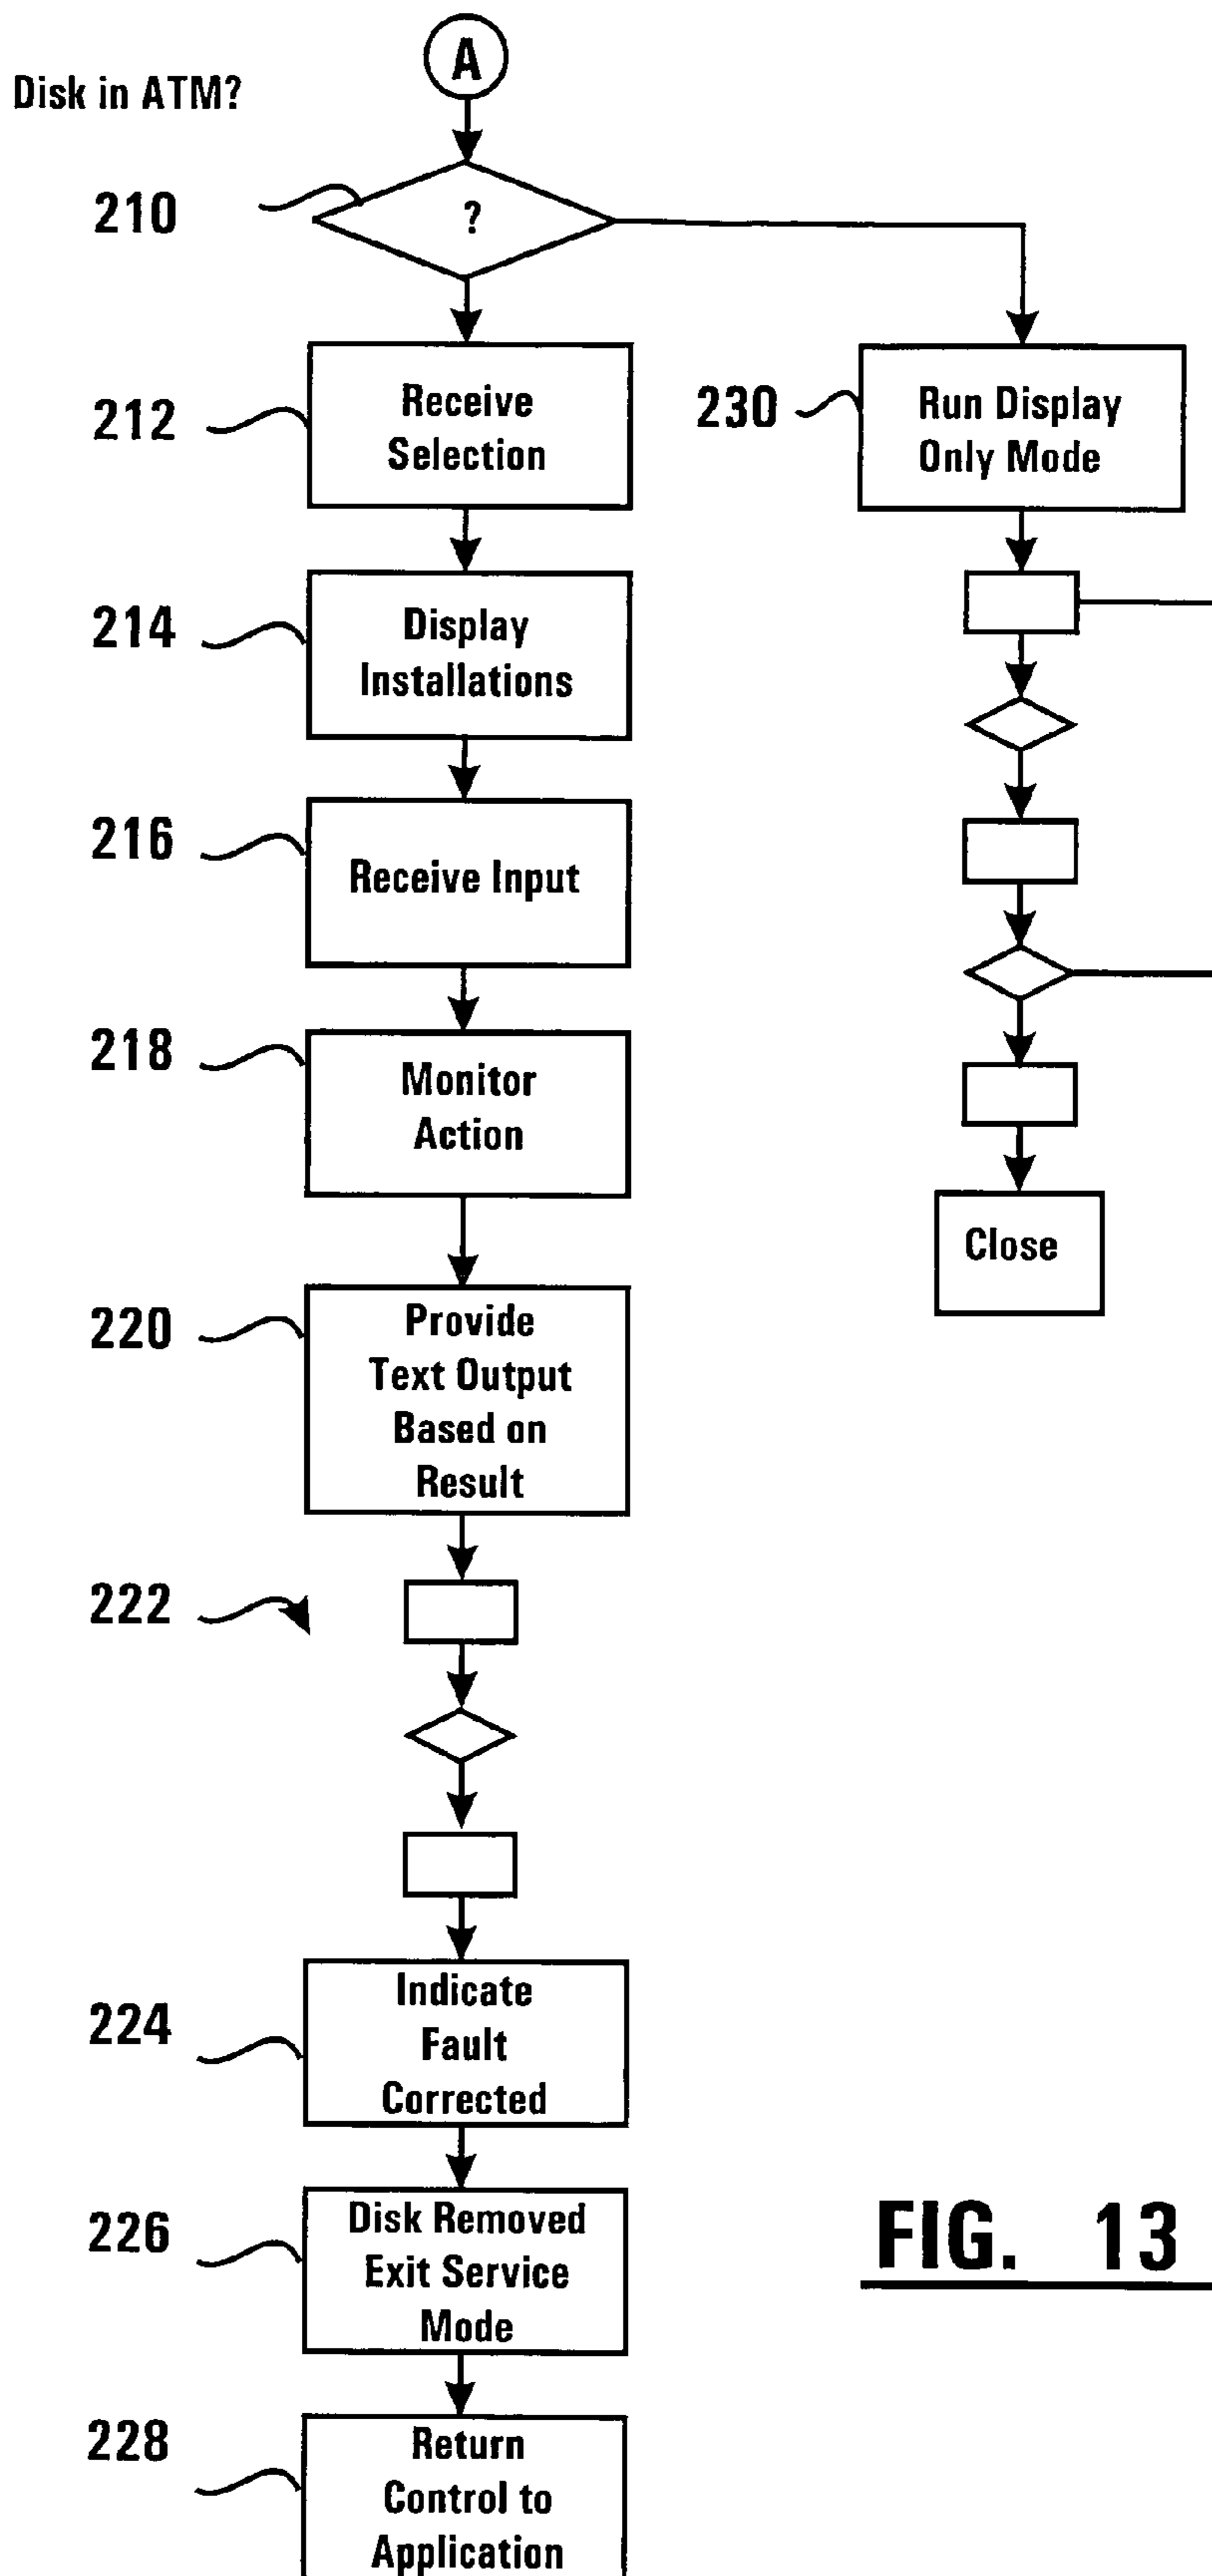 A
Disk in ATM?
210
?
212
Receive
Selection
230
Run Display
Only Mode
214
Display
Installations
216
Receive Input
218
Monitor
Action
Close
220
Provide
Text Output
Based on
Result
222
224
Indicate
Fault
Corrected
226
Disk Removed
Exit Service
Mode
FIG. 13
228
Return
Control to
Application